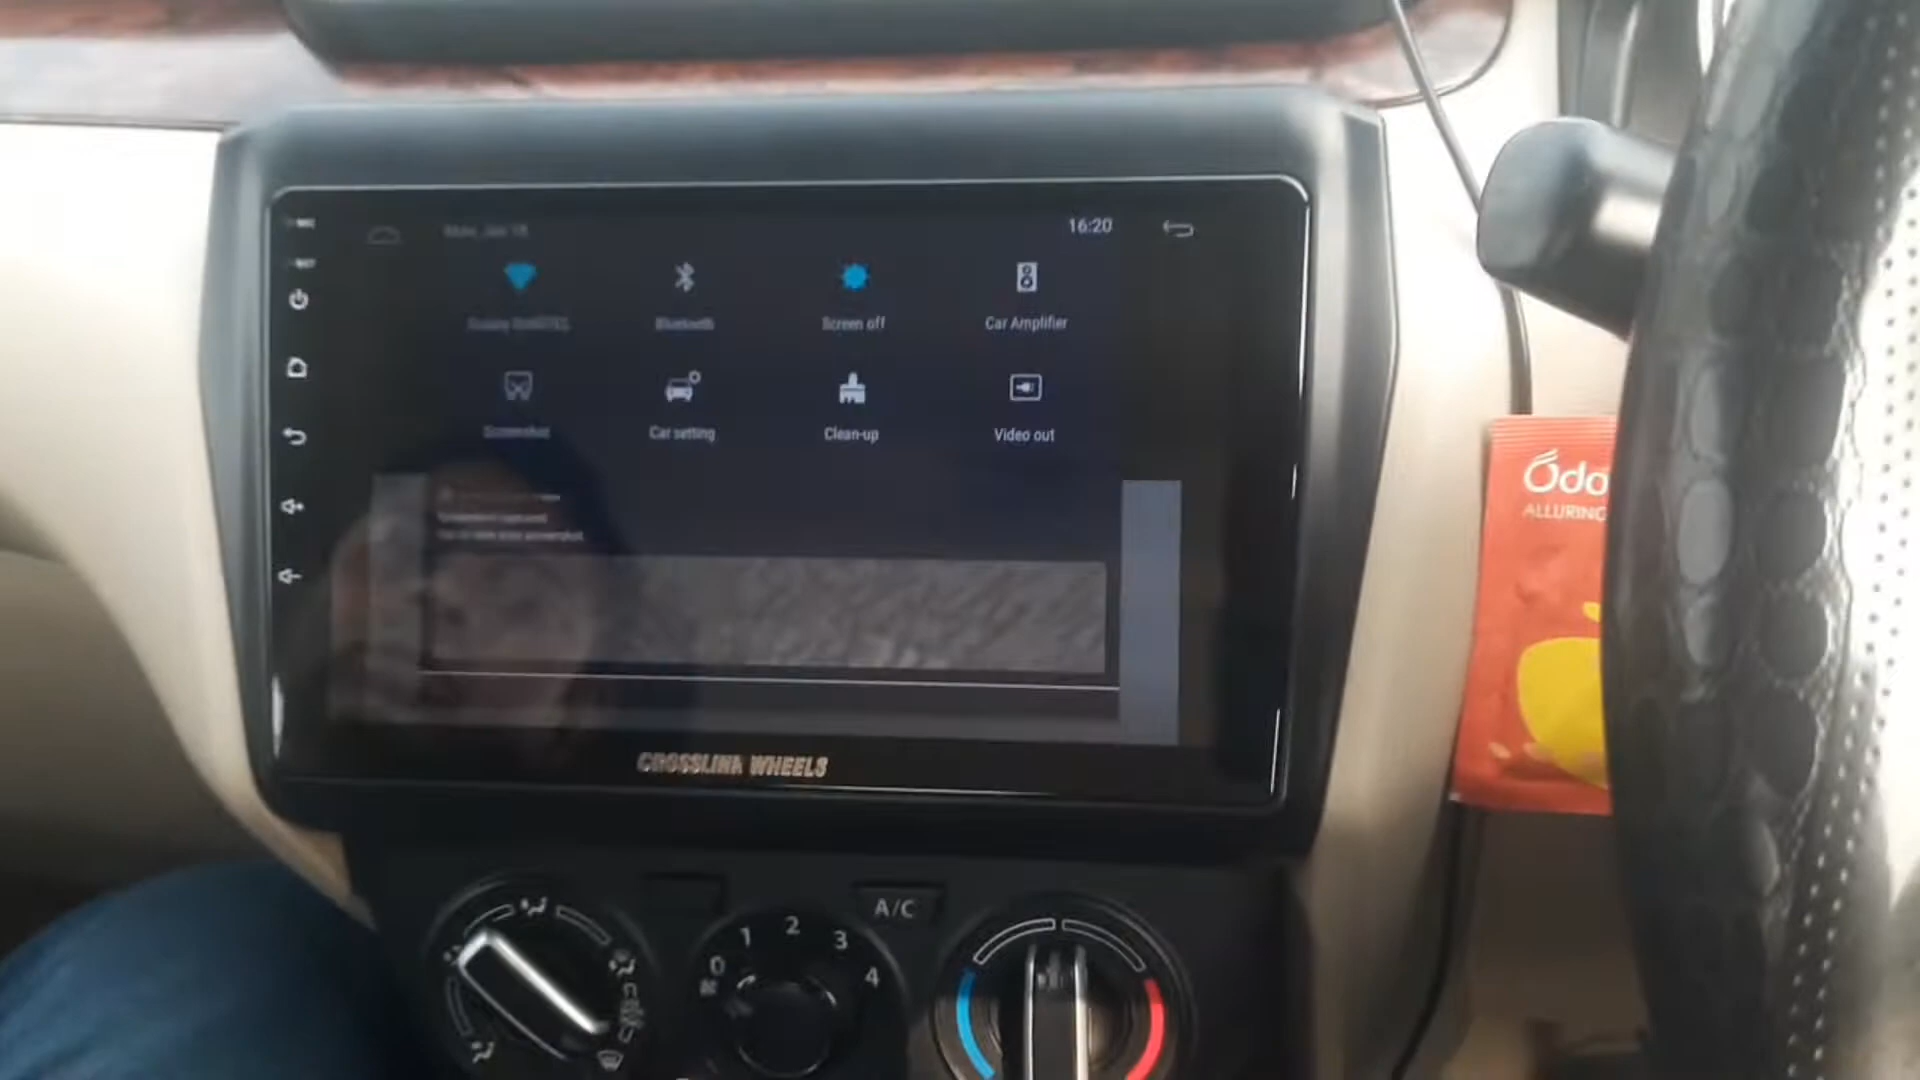 16:20
Bluetooth
Screen off
Car Amplifier
Screenshot
Car setting
Clean-up
Video out
CROSSLINK WHEELS
Odo
ALLURING
A/C
0
1
2
3
4